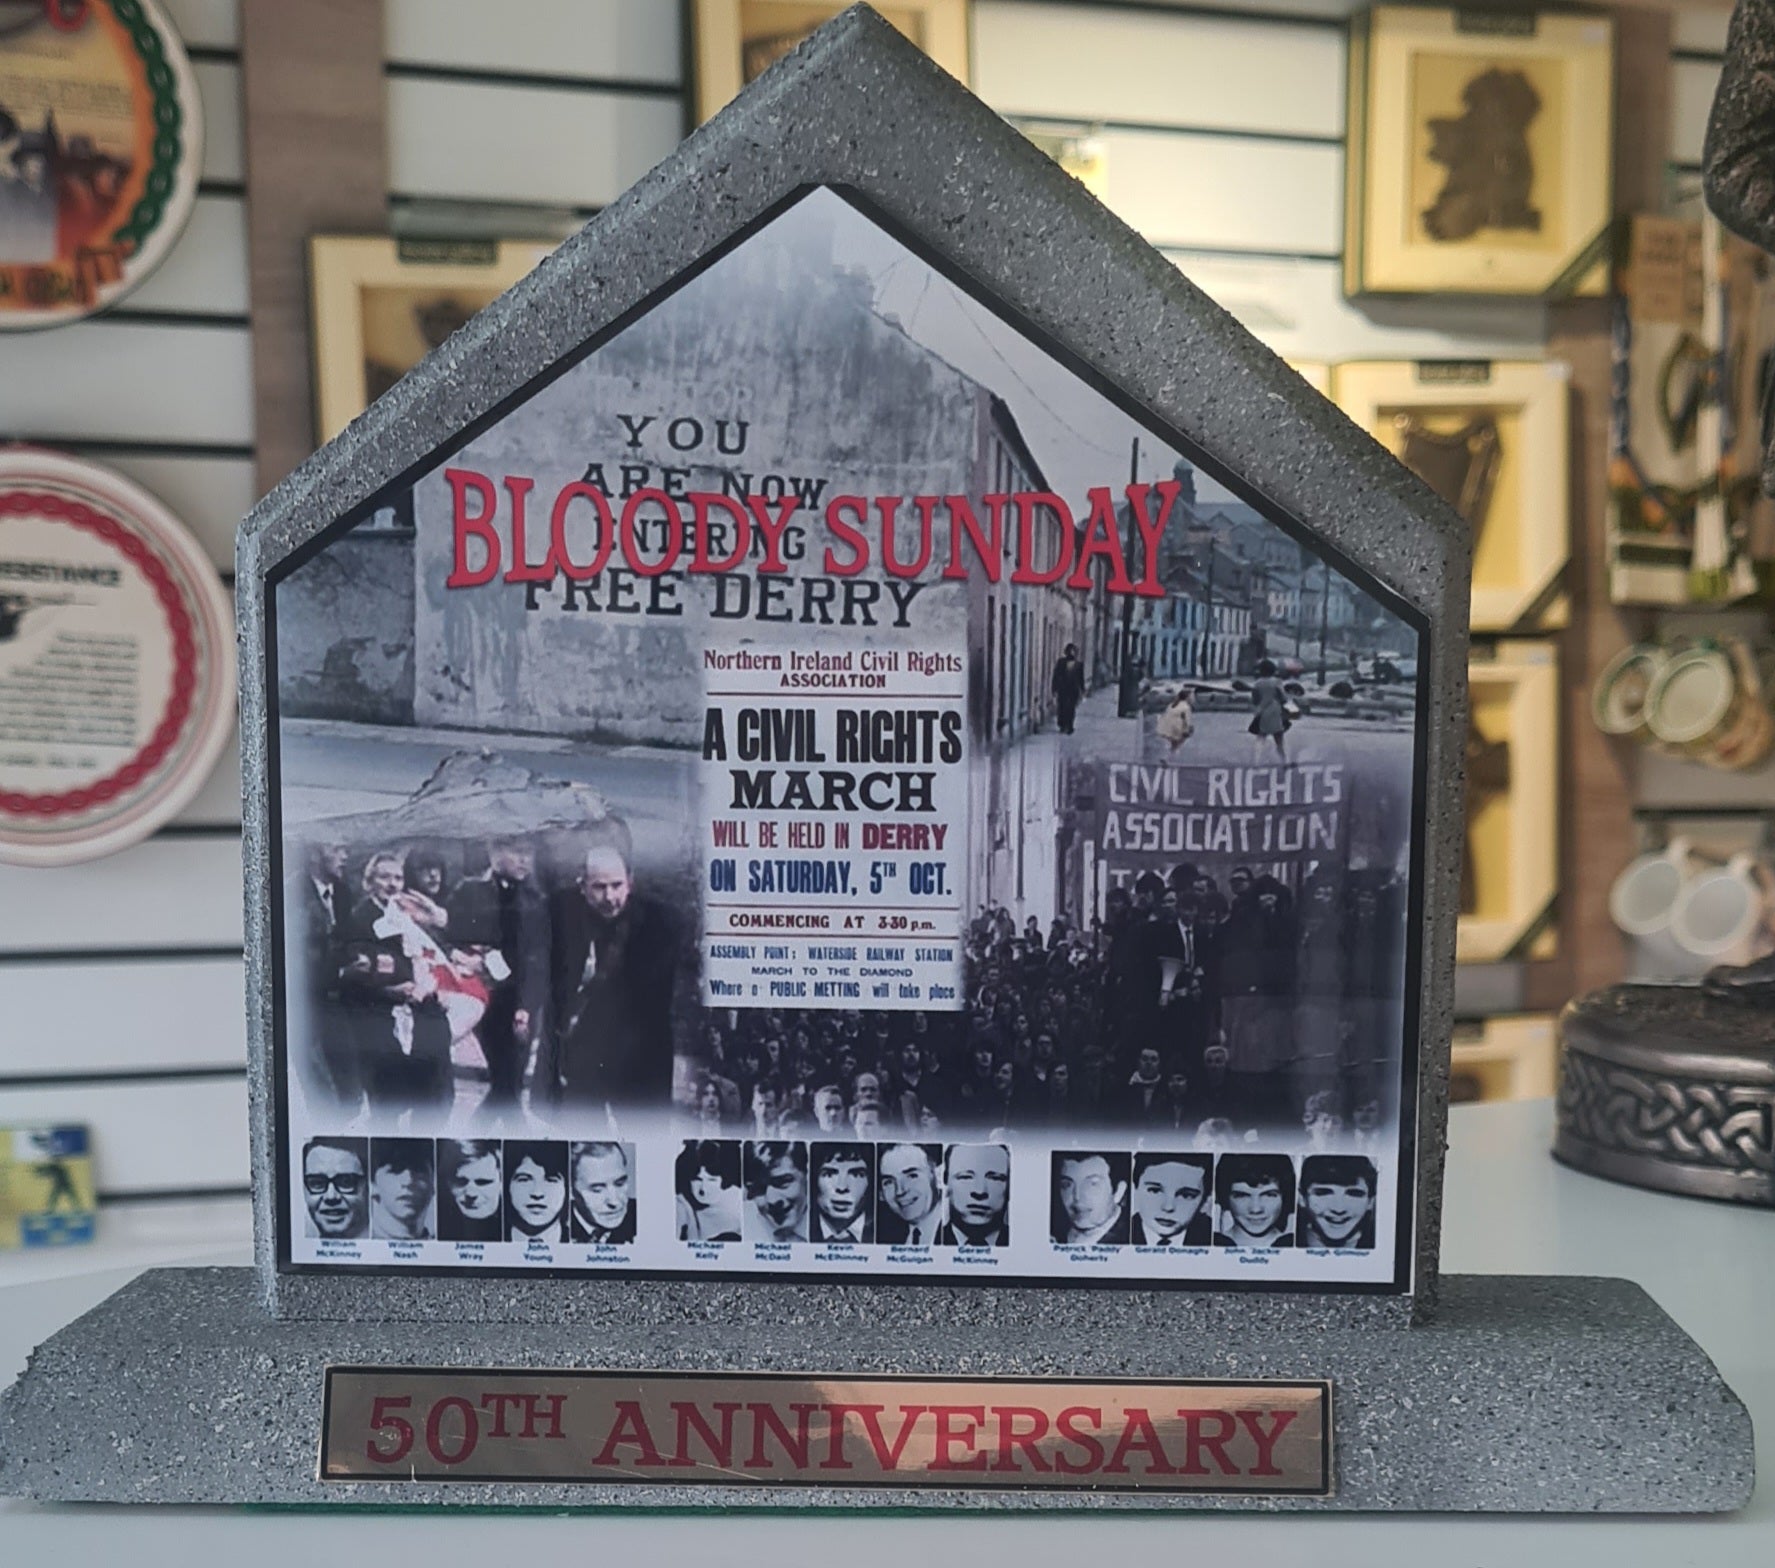 YOU
ARE NOW
ENTERING
FREE DERRY
BLOODY SUNDAY
Northern Ireland Civil Rights
ASSOCIATION
A CIVIL RIGHTS
MARCH
WILL BE HELD IN DERRY
ON SATURDAY, 5TH OCT.
COMMENCING AT 3·30 p.m.
ASSEMBLY POINT: WATERSIDE RAILWAY STATION
MARCH TO THE DIAMOND
Where a PUBLIC METTING will take place
CIVIL RIGHTS
ASSOCIATION
William McKinney
William Nash
James Wray
John Young
John Johnston
Michael Kelly
Michael McDaid
Kevin McElhinney
Bernard McGuigan
Gerard McKinney
Patrick 'Paddy' Doherty
Gerald Donaghy
John 'Jackie' Duddy
Hugh Gilmour
50TH ANNIVERSARY
RESISTANCE